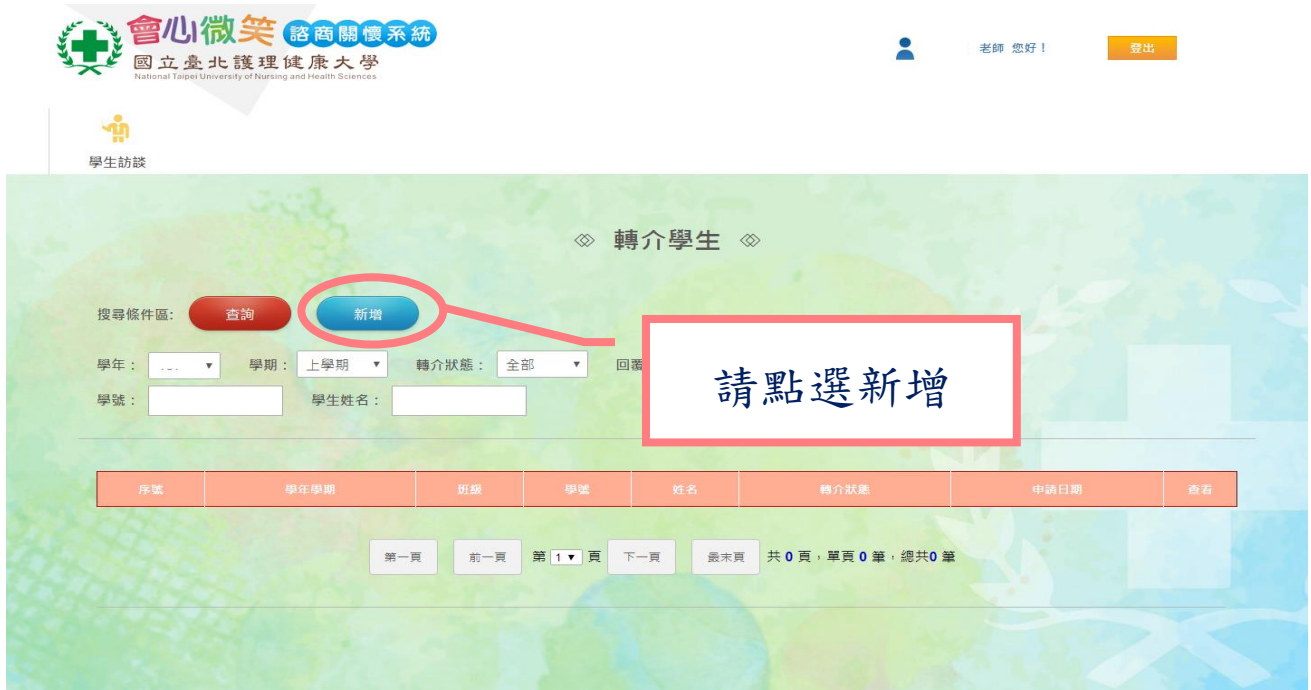 會心微笑 諮商關懷系統
國立臺北護理健康大學
National Taipei University of Nursing and Health Sciences
老師 您好！ 登出
學生訪談
轉介學生
搜尋條件區: 查詢 新增
學年： 學期： 上學期 轉介狀態： 全部 回覆
學號： 學生姓名：
請點選新增
序號 學年學期 班級 學號 姓名 轉介狀態 申請日期 查看
第一頁 前一頁 第 1 頁 下一頁 最末頁 共 0 頁，單頁 0 筆，總共0 筆